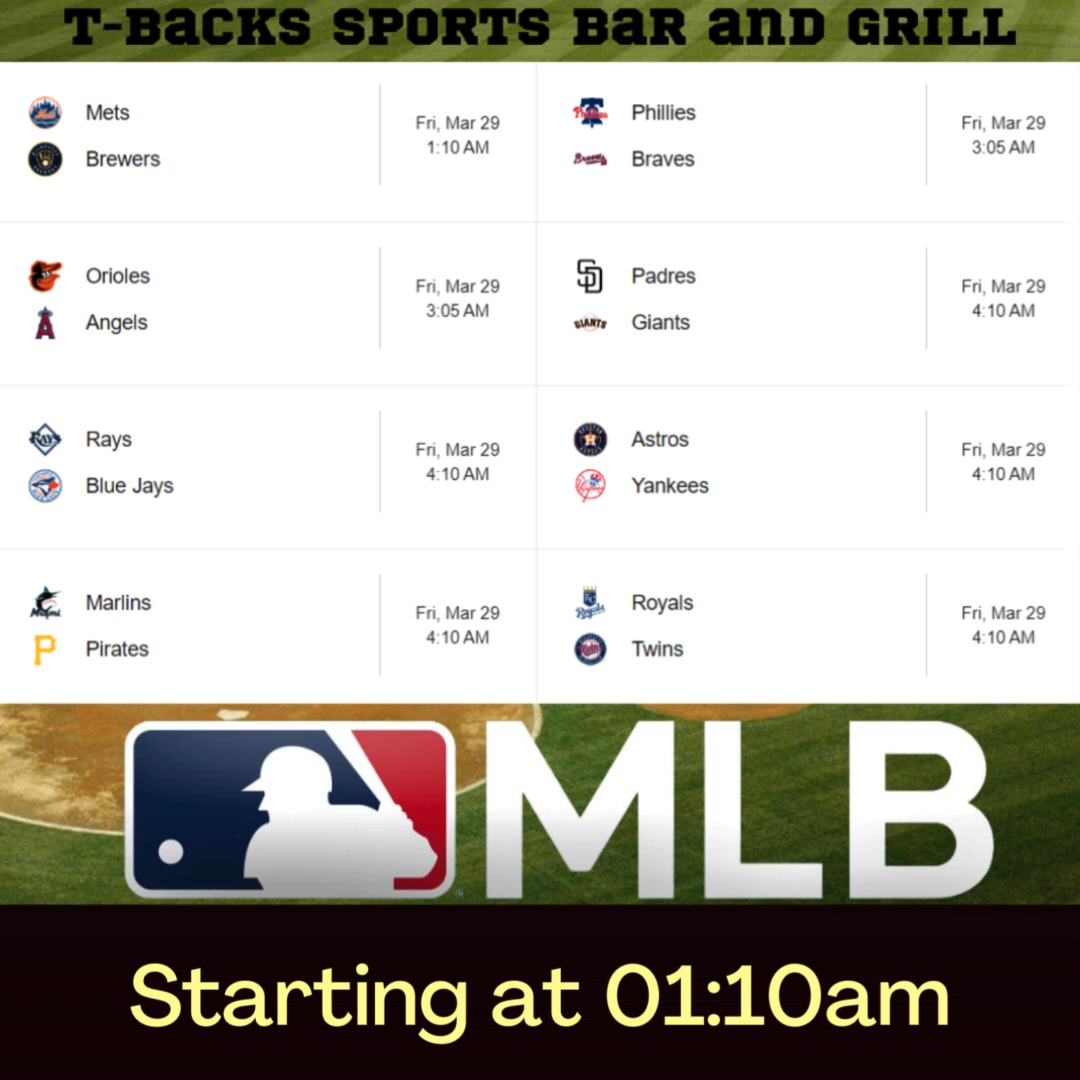 T-BACKS SPORTS BAR AND GRILL
Mets
Brewers
Fri, Mar 29
1:10 AM
Phillies
Braves
Fri, Mar 29
3:05 AM
Orioles
Angels
Fri, Mar 29
3:05 AM
Padres
Giants
Fri, Mar 29
4:10 AM
Rays
Blue Jays
Fri, Mar 29
4:10 AM
Astros
Yankees
Fri, Mar 29
4:10 AM
Marlins
Pirates
Fri, Mar 29
4:10 AM
Royals
Twins
Fri, Mar 29
4:10 AM
MLB
Starting at 01:10am